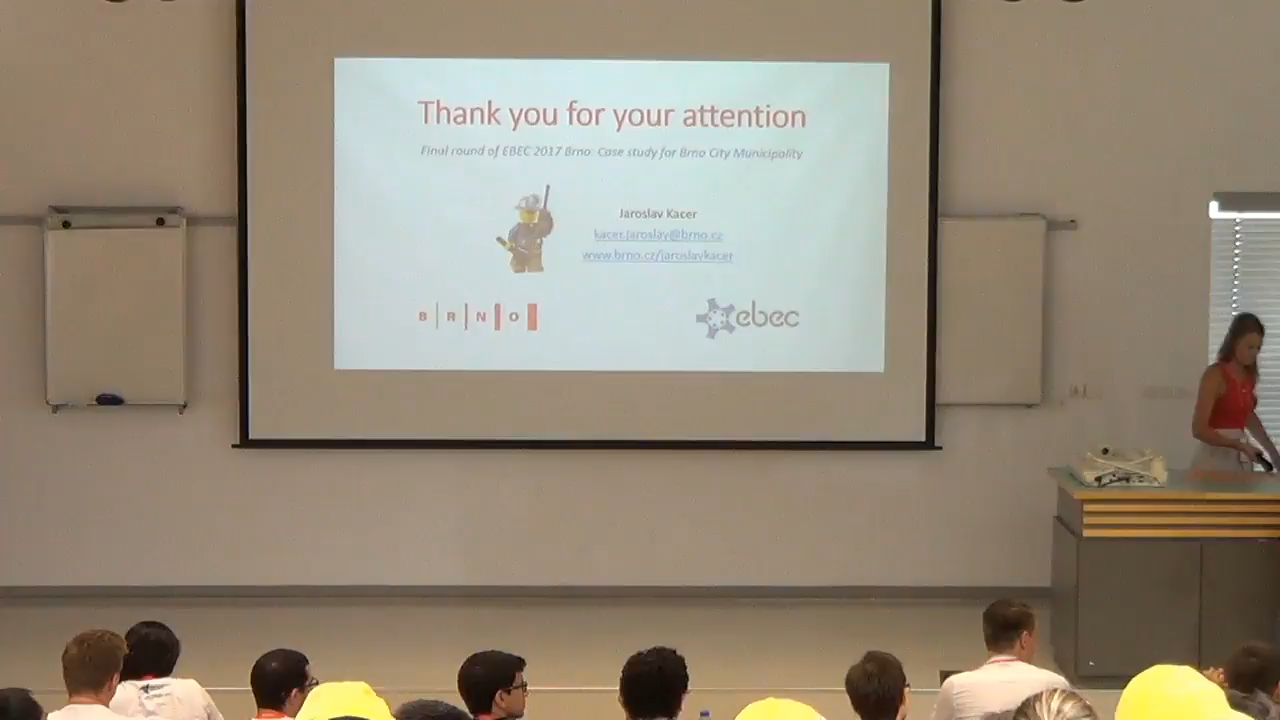 Thank you for your attention
Final round of EBEC 2017 Brno: Case study for Brno City Municipality
Jaroslav Kacer
kacer.jaroslav@brno.cz
www.brno.cz/jaroslavkacer
B R N O
ebec